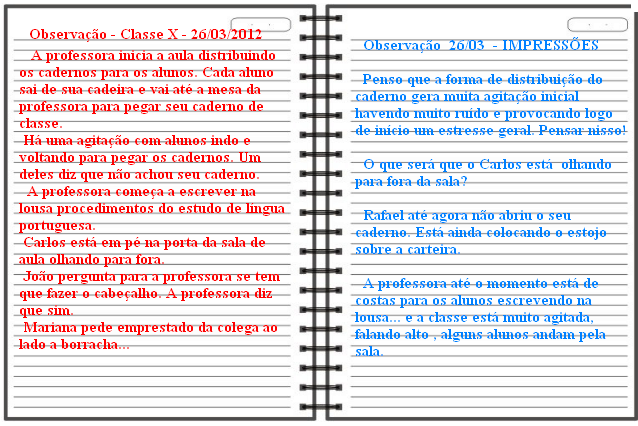 Observação - Classe X - 26/03/2012
A professora inicia a aula distribuindo
os cadernos para os alunos. Cada aluno
sai de sua cadeira e vai até a mesa da
professora para pegar seu caderno de
classe.
Há uma agitação com alunos indo e
voltando para pegar os cadernos. Um
deles diz que não achou seu caderno.
A professora começa a escrever na
lousa procedimentos do estudo de lingua
portuguesa.
Carlos está em pé na porta da sala de
aula olhando para fora.
João pergunta para a professora se tem
que fazer o cabeçalho. A professora diz
que sim.
Mariana pede emprestado da colega ao
lado a borracha...
Observação 26/03 - IMPRESSÕES
Penso que a forma de distribuição do
caderno gera muita agitação inicial
havendo muito ruído e provocando logo
de início um estresse geral. Pensar nisso!
O que será que o Carlos está olhando
para fora da sala?
Rafael até agora não abriu o seu
caderno. Está ainda colocando o estojo
sobre a carteira.
A professora até o momento está de
costas para os alunos escrevendo na
lousa... e a classe está muito agitada,
falando alto , alguns alunos andam pela
sala.